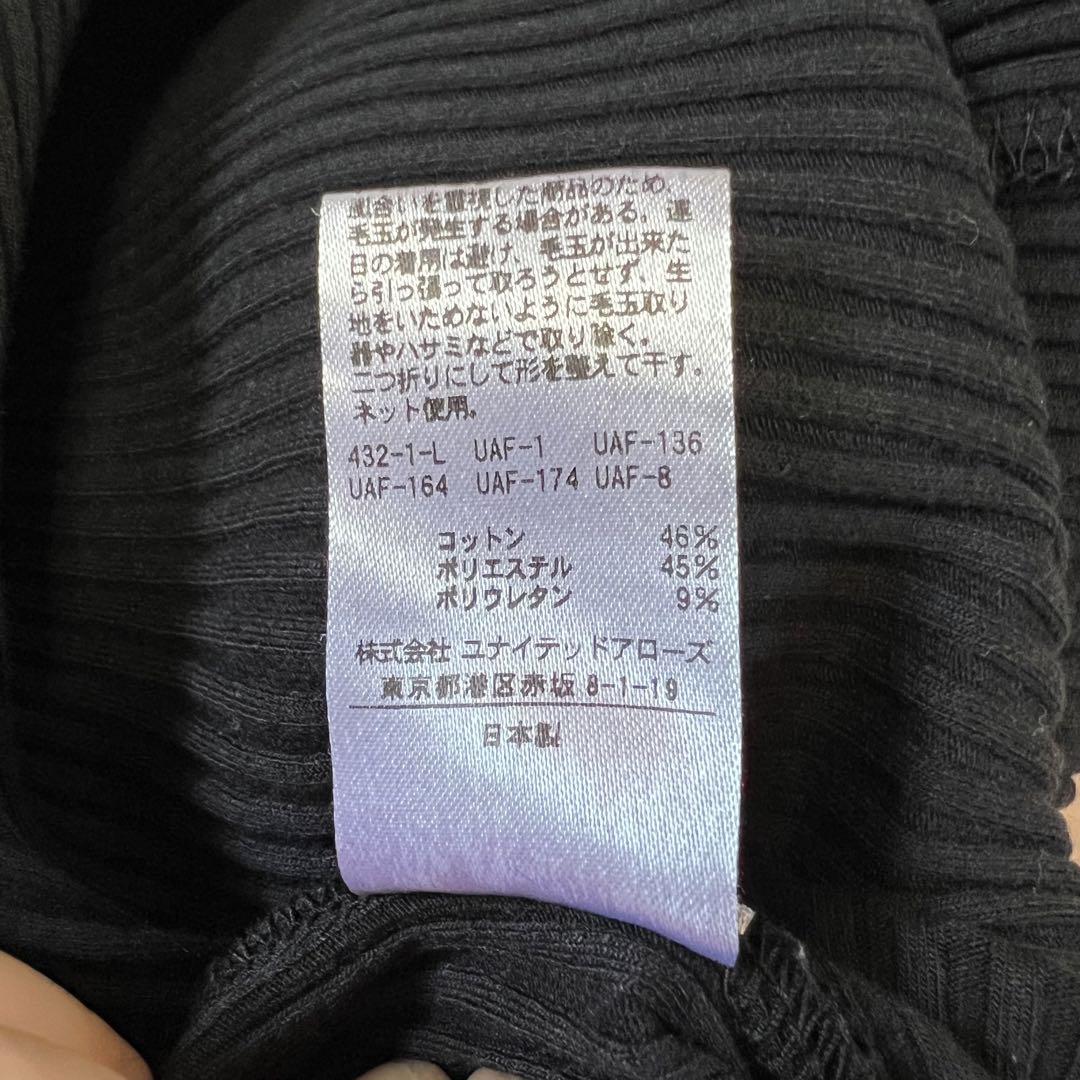 風合いを重視した商品のため、
毛玉が発生する場合がある。連
日の着用は避け、毛玉が出来た
ら引っ張って取ろうとせず、生
地をいためないように毛玉取り
器やハサミなどで取り除く。
二つ折りにして形を整えて干す。
ネット使用。
432-1-L UAF-1 UAF-136
UAF-164 UAF-174 UAF-8
コットン 46%
ポリエステル 45%
ポリウレタン 9%
株式会社 ユナイテッドアローズ
東京都港区赤坂 8-1-19
日本製